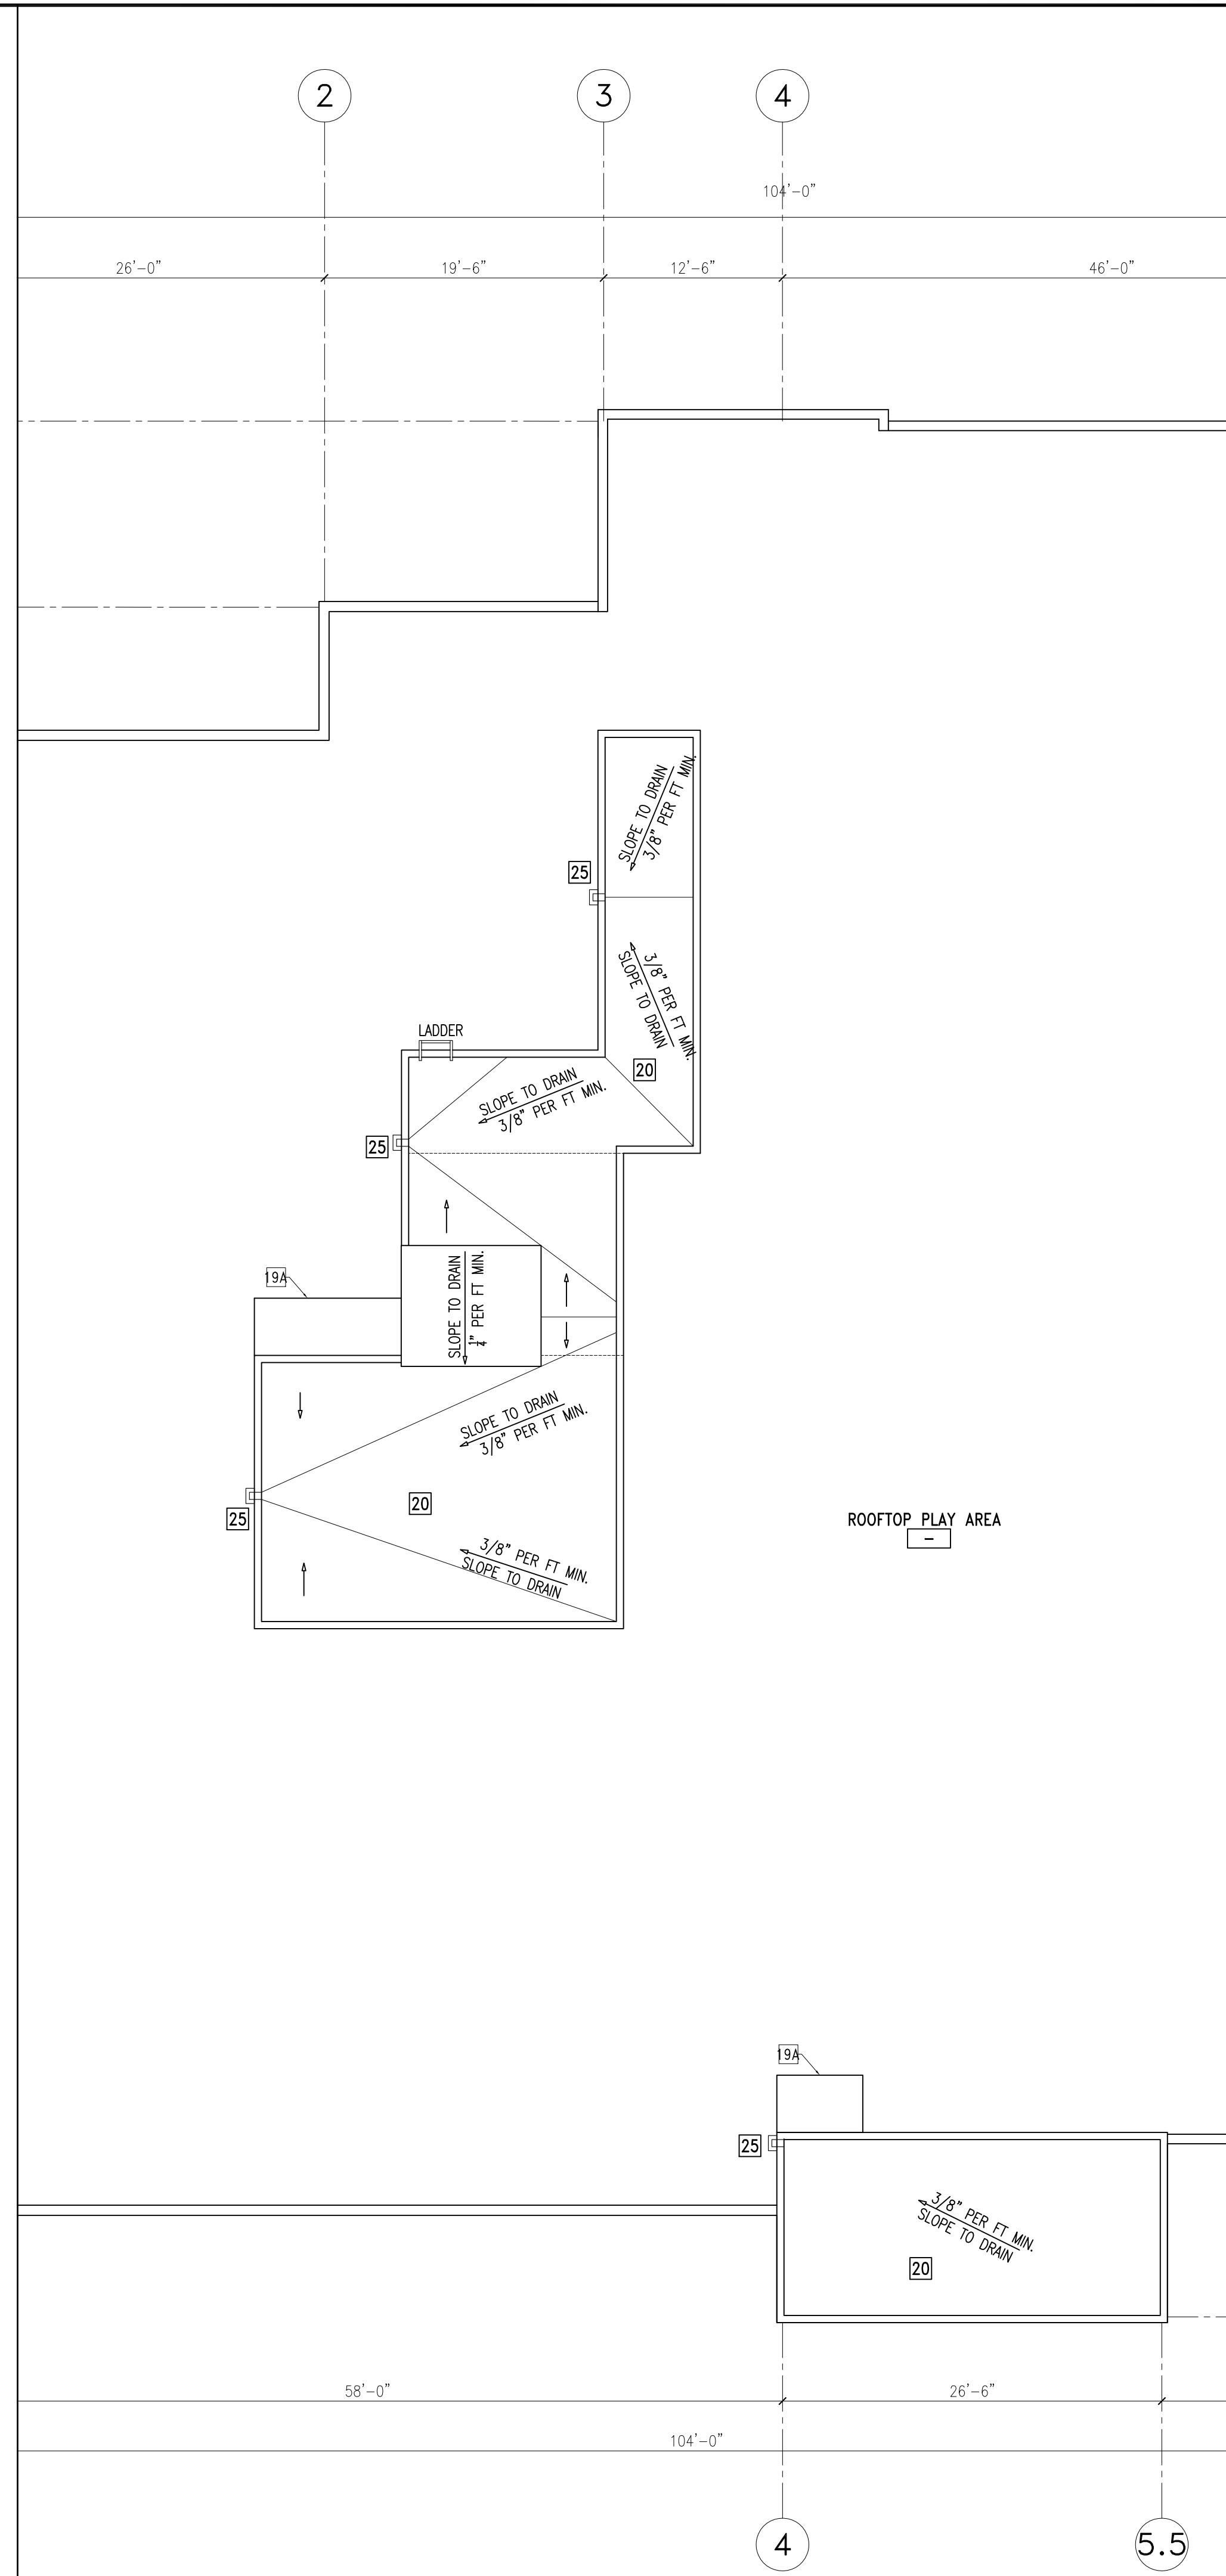 2
3
4
104'-0"
26'-0"
19'-6"
12'-6"
46'-0"
SLOPE TO DRAIN
3/8" PER FT MIN.
25
3/8" PER FT MIN.
SLOPE TO DRAIN
LADDER
20
SLOPE TO DRAIN
3/8" PER FT MIN.
25
SLOPE TO DRAIN
1/4" PER FT MIN.
19A
SLOPE TO DRAIN
3/8" PER FT MIN.
20
25
ROOFTOP PLAY AREA
-
3/8" PER FT MIN.
SLOPE TO DRAIN
19A
25
3/8" PER FT MIN.
SLOPE TO DRAIN
20
58'-0"
26'-6"
104'-0"
4
5.5